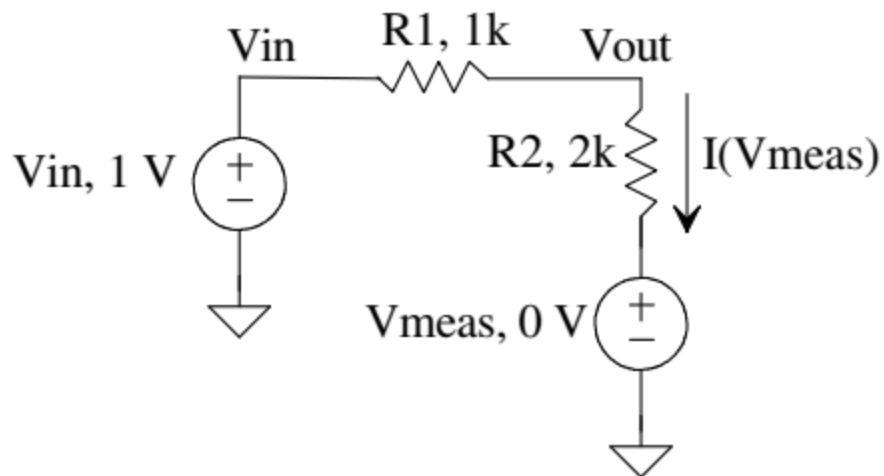 Vin
R1, 1k
Vout
R2, 2k
I(Vmeas)
Vin, 1 V
+
−
Vmeas, 0 V
+
−